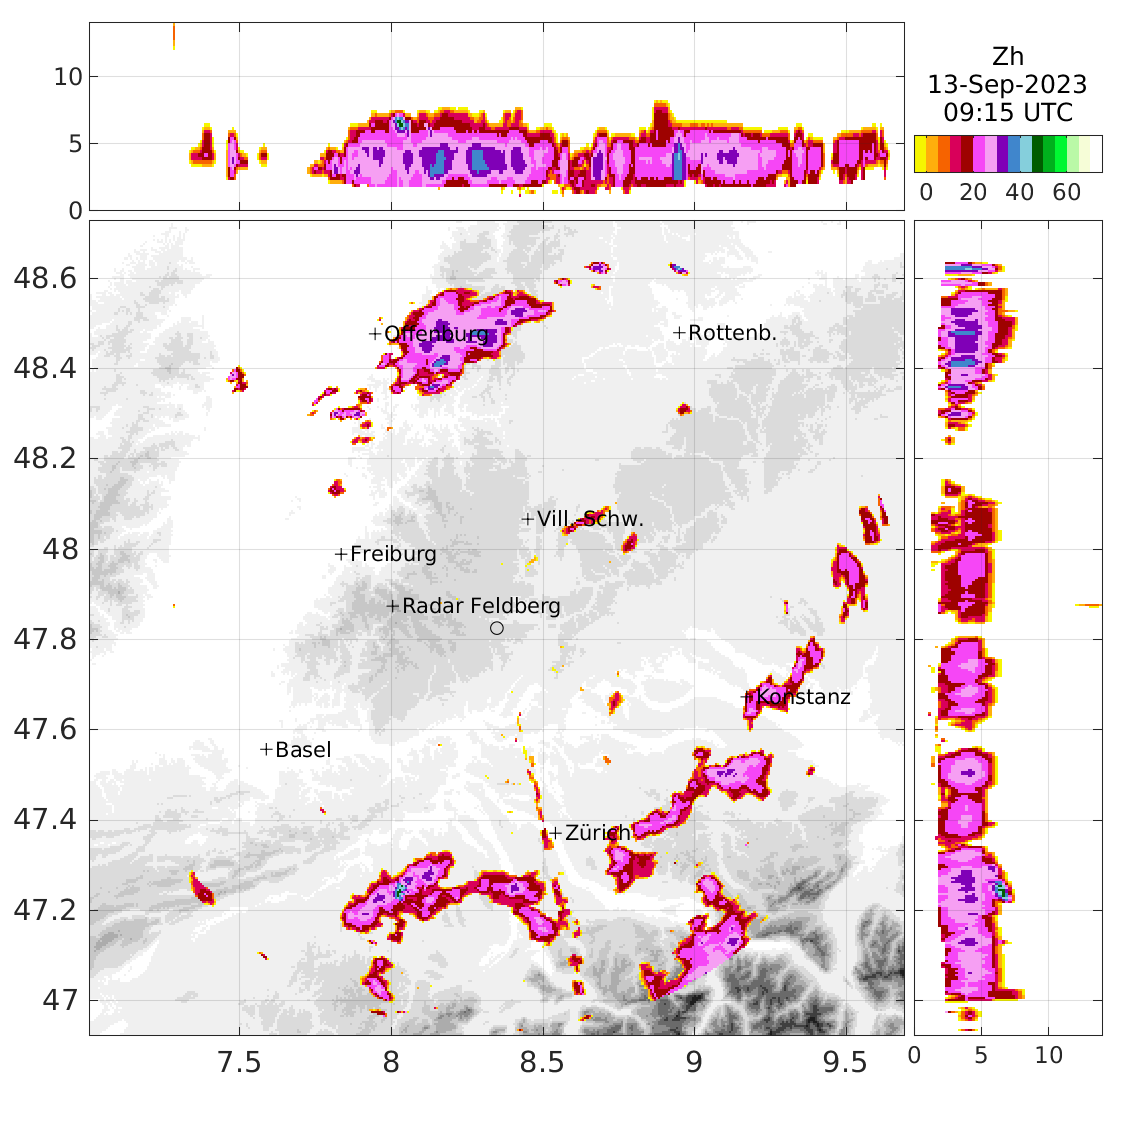 Zh
13-Sep-2023
09:15 UTC
10
5
0
0
20
40
60
48.6
48.4
48.2
48
47.8
47.6
47.4
47.2
47
+Offenburg
+Rottenb.
+Vill.-Schw.
+Freiburg
+Radar Feldberg
+Konstanz
+Basel
+Zürich
7.5
8
8.5
9
9.5
0
5
10